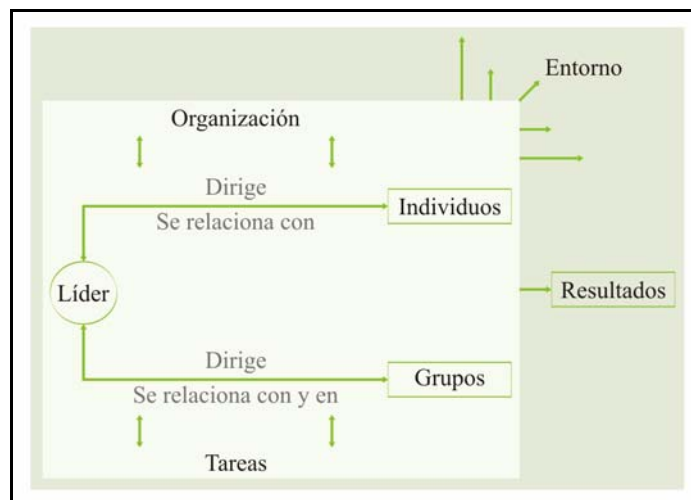 Entorno
Organización
Dirige
Se relaciona con
Individuos
Líder
Resultados
Dirige
Se relaciona con y en
Grupos
Tareas